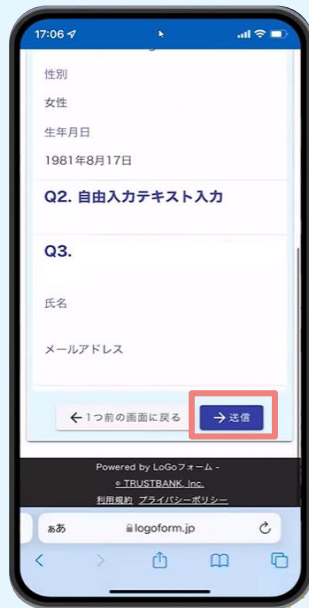 17:06
性別
女性
生年月日
1981年8月17日
Q2. 自由入力テキスト入力
Q3.
氏名
メールアドレス
←1つ前の画面に戻る →送信
Powered by LoGoフォーム -
© TRUSTBANK, Inc.
利用規約 プライバシーポリシー
ぁあ logoform.jp